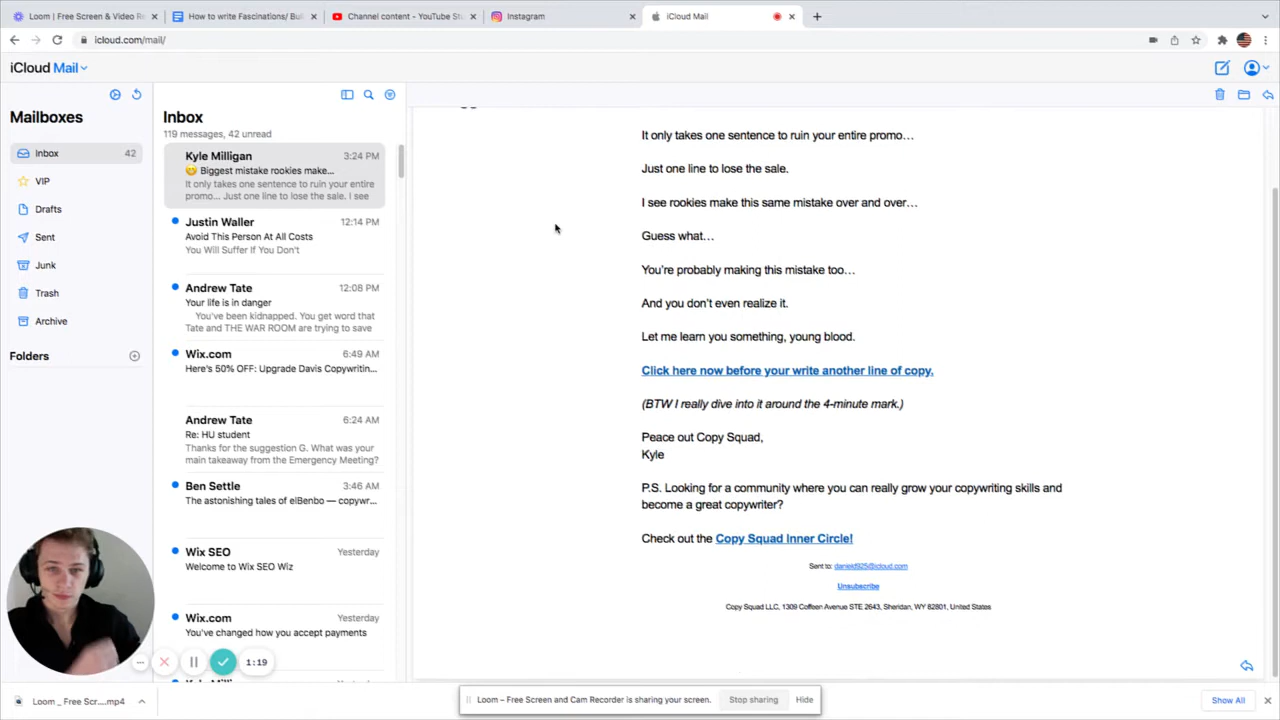 Loom | Free Screen & Video Re
How to write Fascinations/ Bul
Channel content - YouTube Stu
Instagram
iCloud Mail
icloud.com/mail/
iCloud Mail
Mailboxes
Inbox 42
VIP
Drafts
Sent
Junk
Trash
Archive
Folders
Inbox
119 messages, 42 unread
Kyle Milligan 3:24 PM
😲 Biggest mistake rookies make...
It only takes one sentence to ruin your entire
promo... Just one line to lose the sale. I see
Justin Waller 12:14 PM
Avoid This Person At All Costs
You Will Suffer If You Don't
Andrew Tate 12:08 PM
Your life is in danger
You've been kidnapped. You get word that
Tate and THE WAR ROOM are trying to save
Wix.com 6:49 AM
Here's 50% OFF: Upgrade Davis Copywritin...
Andrew Tate 6:24 AM
Re: HU student
Thanks for the suggestion G. What was your
main takeaway from the Emergency Meeting?
Ben Settle 3:46 AM
The astonishing tales of elBenbo — copywr...
Wix SEO Yesterday
Welcome to Wix SEO Wiz
Wix.com Yesterday
You've changed how you accept payments
It only takes one sentence to ruin your entire promo…
Just one line to lose the sale.
I see rookies make this same mistake over and over…
Guess what…
You're probably making this mistake too…
And you don't even realize it.
Let me learn you something, young blood.
Click here now before your write another line of copy.
(BTW I really dive into it around the 4-minute mark.)
Peace out Copy Squad,
Kyle
P.S. Looking for a community where you can really grow your copywriting skills and
become a great copywriter?
Check out the Copy Squad Inner Circle!
Sent to: danield925@icloud.com
Unsubscribe
Copy Squad LLC, 1309 Coffeen Avenue STE 2643, Sheridan, WY 82801, United States
1:19
Loom _ Free Scr....mp4
Loom – Free Screen and Cam Recorder is sharing your screen.
Stop sharing
Hide
Show All